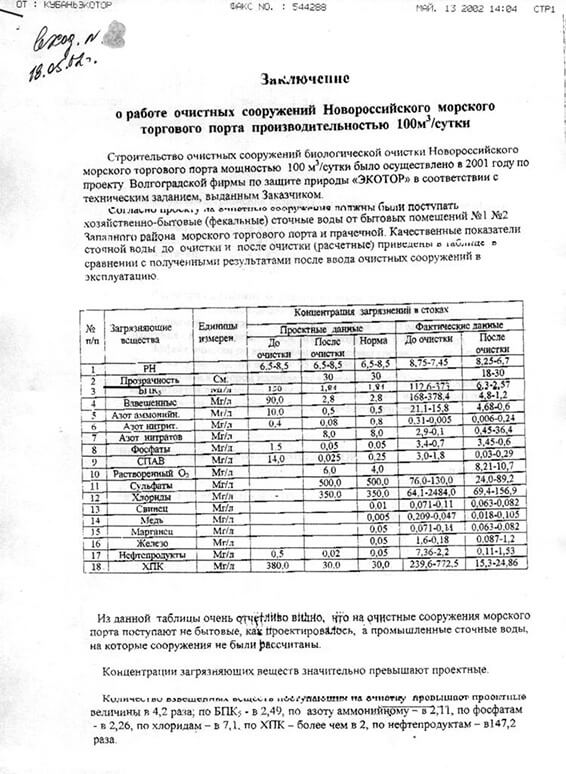 ОТ : КУБАНЬЭКОТОР ФАКС NO. : 544288 МАЙ. 13 2002 14:04 СТР1
Вход. N
18.05.02г.
Заключение
о работе очистных сооружений Новороссийского морского
торгового порта производительностью 100м³/сутки
Строительство очистных сооружений биологической очистки Новороссийского
морского торгового порта мощностью 100 м³/сутки было осуществлено в 2001 году по
проекту Волгоградской фирмы по защите природы «ЭКОТОР» в соответствии с
техническим заданием, выданным Заказчиком.
Согласно проекту на очистные сооружения должны были поступать
хозяйственно-бытовые (фекальные) сточные воды от бытовых помещений №1 №2
Западного района морского торгового порта и прачечной. Качественные показатели
сточной воды до очистки и после очистки (расчетные) приведены в таблице в
сравнении с полученными результатами после ввода очистных сооружений в
эксплуатацию.
№ п/п Загрязняющие вещества Единицы измерен. Концентрация загрязнений в стоках
Проектные данные Фактические данные
До очистки После очистки Норма До очистки После очистки
1 PH 6,5-8,5 6,5-8,5 6,5-8,5 8,75-7,45 8,25-6,7
2 Прозрачность См. 30 30 18-30
3 БПК₅ Мг/л 150 1,91 1,91 112,6-373 6,3-2,57
4 Взвешенные Мг/л 90,0 2,8 2,8 168-378,4 4,8-1,2
5 Азот аммонийн. Мг/л 10,0 0,5 0,5 21,1-15,8 4,68-0,6
6 Азот нитрит. Мг/л 0,4 0,08 0,8 0,31-0,005 0,006-0,24
7 Азот нитратов Мг/л 8,0 8,0 2,9-0,1 0,45-36,4
8 Фосфаты Мг/л 1,5 0,05 0,05 3,4-0,7 3,45-0,6
9 СПАВ Мг/л 14,0 0,025 0,25 3,0-1,8 0,03-0,29
10 Растворенный O₂ Мг/л 6,0 4,0 8,21-10,7
11 Сульфаты Мг/л 500,0 500,0 76,0-130,0 24,0-89,2
12 Хлориды Мг/л 350,0 350,0 64,1-2484,0 69,4-156,9
13 Свинец Мг/л 0,01 0,071-0,11 0,063-0,082
14 Медь Мг/л 0,005 0,209-0,047 0,018-0,105
15 Марганец Мг/л 0,05 0,071-0,11 0,063-0,082
16 Железо Мг/л 0,05 1,6-0,18 0,087-1,2
17 Нефтепродукты Мг/л 0,5 0,02 0,05 7,36-2,2 0,11-1,53
18 ХПК Мг/л 380,0 30,0 30,0 239,6-772,5 15,3-24,86
Из данной таблицы очень отчетливо видно, что на очистные сооружения морского
порта поступают не бытовые, как проектировалось, а промышленные сточные воды,
на которые сооружения не были рассчитаны.
Концентрации загрязняющих веществ значительно превышают проектные.
Количество взвешенных веществ поступающим на очистку превышают проектные
величины в 4,2 раза; по БПК₅ - в 2,49, по азоту аммонийному – в 2,11, по фосфатам
- в 2,26, по хлоридам – в 7,1, по ХПК – более чем в 2, по нефтепродуктам – в147,2
раза.